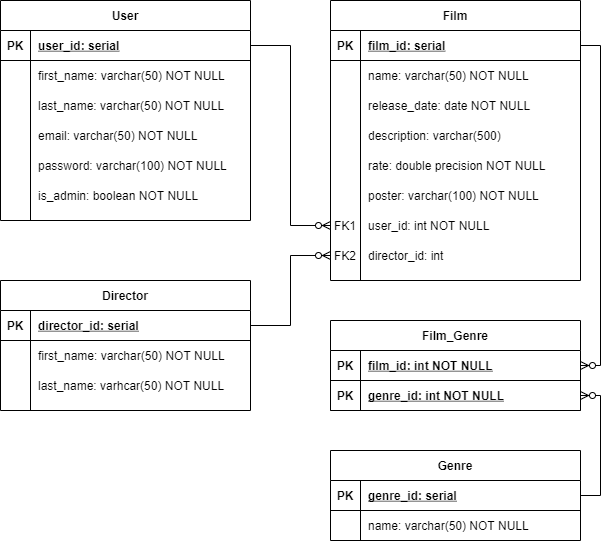 User
PK user_id: serial
first_name: varchar(50) NOT NULL
last_name: varchar(50) NOT NULL
email: varchar(50) NOT NULL
password: varchar(100) NOT NULL
is_admin: boolean NOT NULL
Film
PK film_id: serial
name: varchar(50) NOT NULL
release_date: date NOT NULL
description: varchar(500)
rate: double precision NOT NULL
poster: varchar(100) NOT NULL
FK1 user_id: int NOT NULL
FK2 director_id: int
Director
PK director_id: serial
first_name: varchar(50) NOT NULL
last_name: varhcar(50) NOT NULL
Film_Genre
PK film_id: int NOT NULL
PK genre_id: int NOT NULL
Genre
PK genre_id: serial
name: varchar(50) NOT NULL